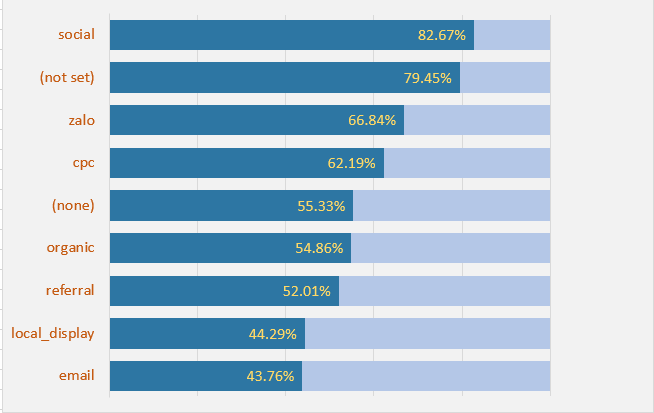 social 82.67%
(not set) 79.45%
zalo 66.84%
cpc 62.19%
(none) 55.33%
organic 54.86%
referral 52.01%
local_display 44.29%
email 43.76%